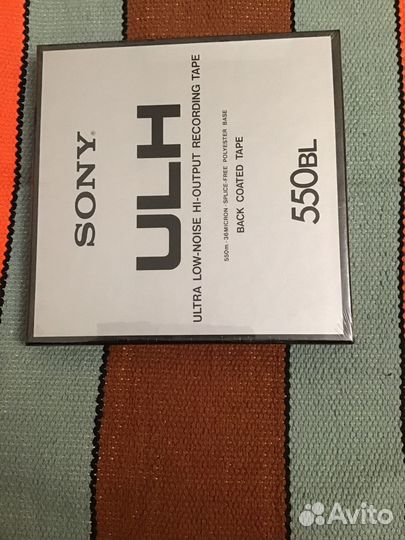 SONY®
ULH
ULTRA LOW-NOISE HI-OUTPUT RECORDING TAPE
550m · 36MICRON · SPLICE-FREE POLYESTER BASE
BACK COATED TAPE
550BL
Avito